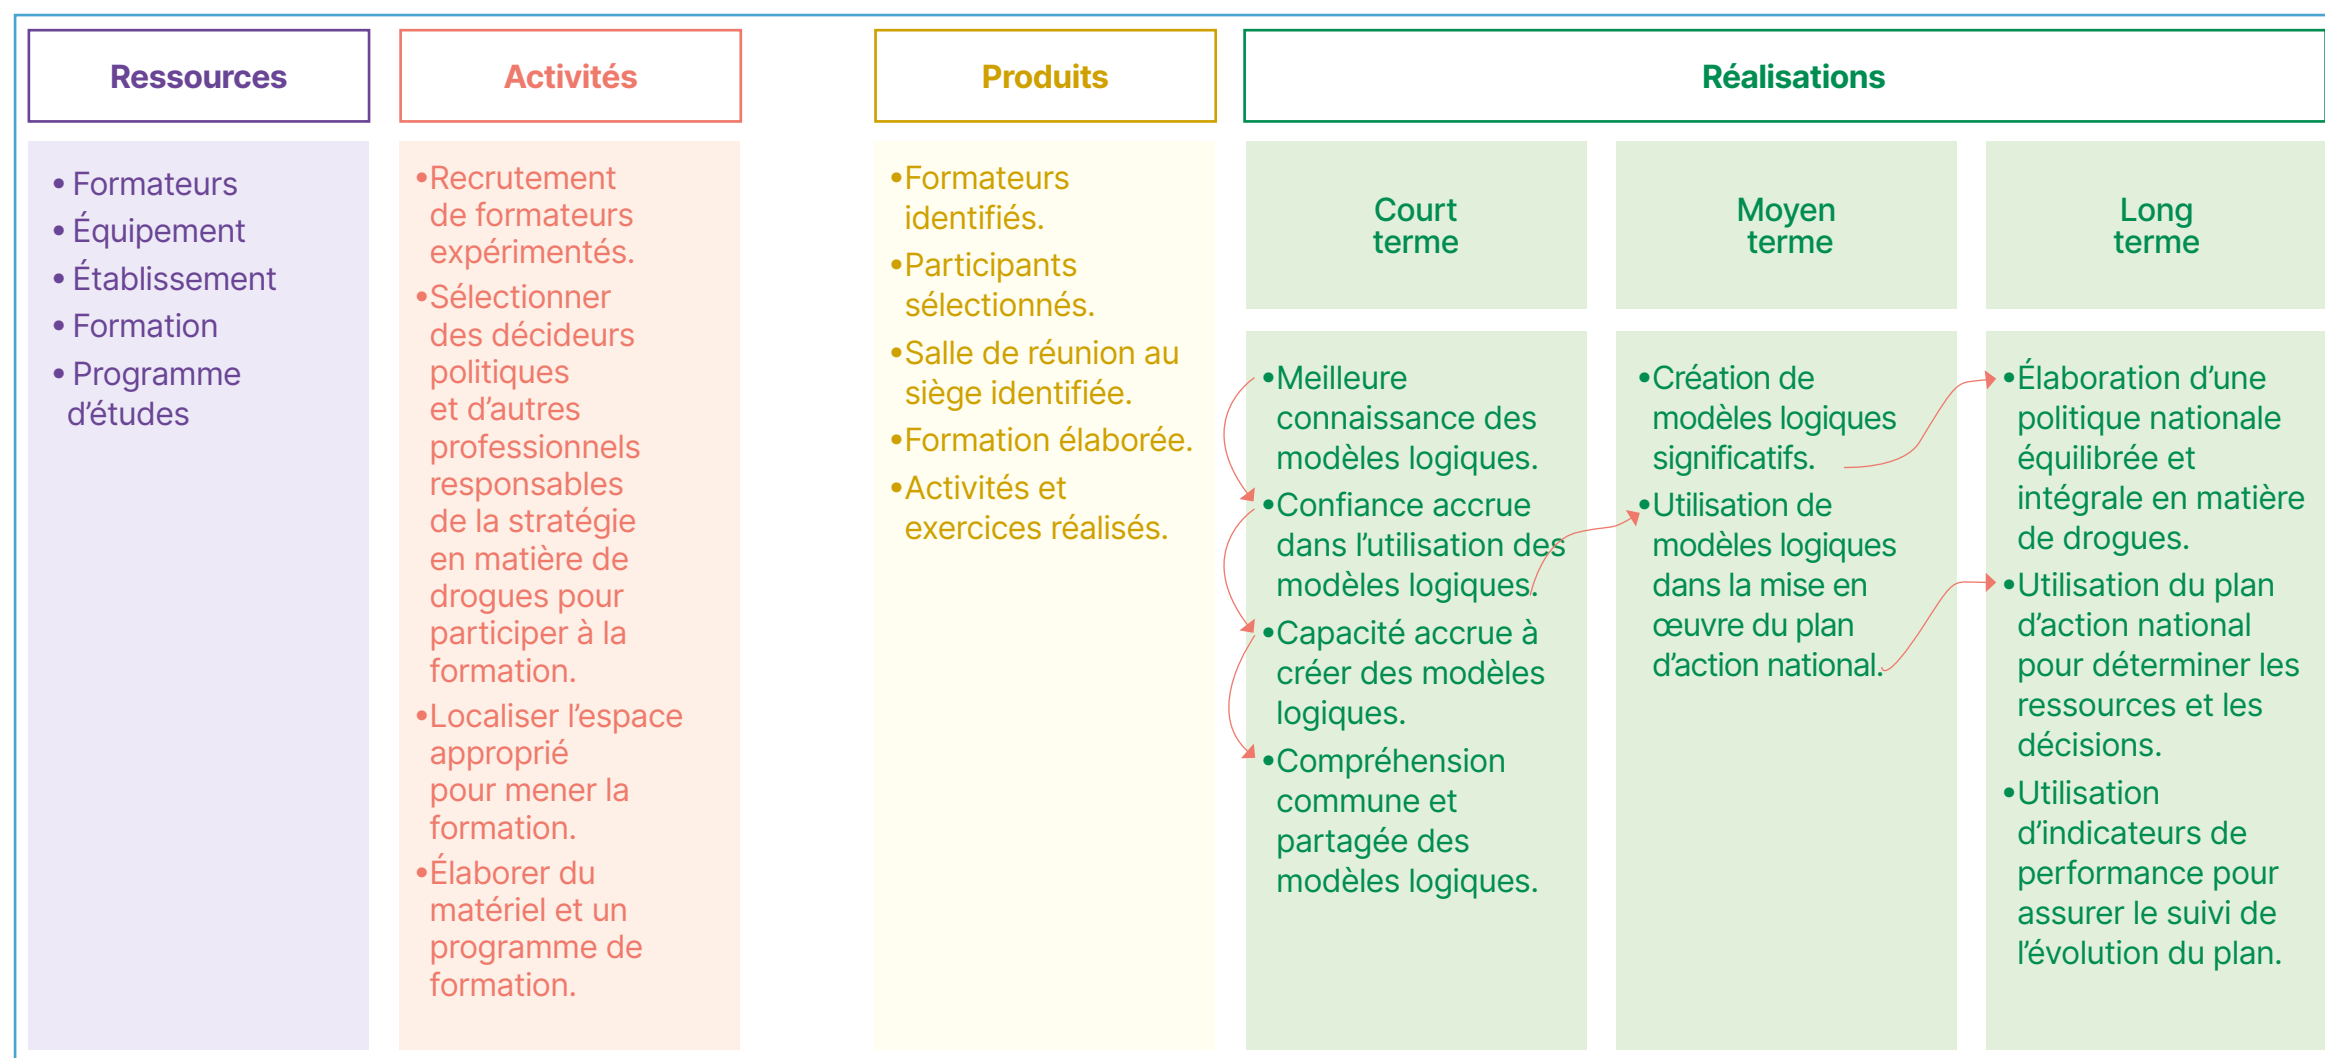 Ressources
• Formateurs
• Équipement
• Établissement
• Formation
• Programme
d’études
Activités
•Recrutement
de formateurs
expérimentés.
•Sélectionner
des décideurs
politiques
et d’autres
professionnels
responsables
de la stratégie
en matière de
drogues pour
participer à la
formation.
•Localiser l’espace
approprié
pour mener la
formation.
•Élaborer du
matériel et un
programme de
formation.
Produits
•Formateurs
identifiés.
•Participants
sélectionnés.
•Salle de réunion au
siège identifiée.
•Formation élaborée.
•Activités et
exercices réalisés.
Réalisations
Court
terme
•Meilleure
connaissance des
modèles logiques.
•Confiance accrue
dans l’utilisation des
modèles logiques.
•Capacité accrue à
créer des modèles
logiques.
•Compréhension
commune et
partagée des
modèles logiques.
Moyen
terme
•Création de
modèles logiques
significatifs.
•Utilisation de
modèles logiques
dans la mise en
œuvre du plan
d’action national.
Long
terme
•Élaboration d’une
politique nationale
équilibrée et
intégrale en matière
de drogues.
•Utilisation du plan
d’action national
pour déterminer les
ressources et les
décisions.
•Utilisation
d’indicateurs de
performance pour
assurer le suivi de
l’évolution du plan.